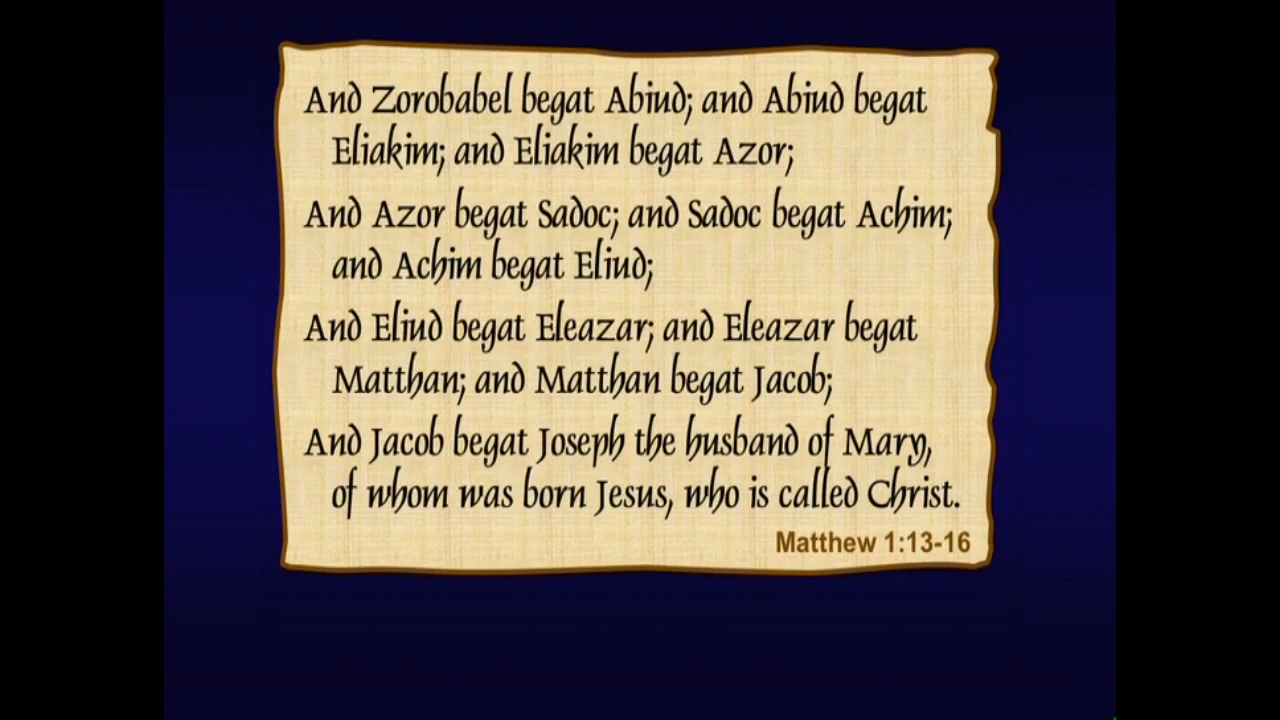 And Zorobabel begat Abiud; and Abiud begat
Eliakim; and Eliakim begat Azor;
And Azor begat Sadoc; and Sadoc begat Achim;
and Achim begat Eliud;
And Eliud begat Eleazar; and Eleazar begat
Matthan; and Matthan begat Jacob;
And Jacob begat Joseph the husband of Mary,
of whom was born Jesus, who is called Christ.
Matthew 1:13-16